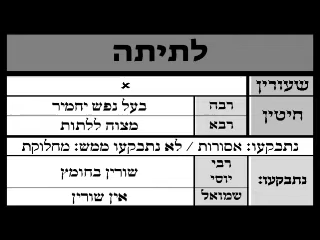 לתיתה
שעורין x
חיטין רבה בעל נפש יחמיר
רבא מצוה ללתות
נתבקעו: אסורות / לא נתבקעו ממש: מחלוקת
נתבקעו: רבי יוסי שורין בחומץ
שמואל אין שורין